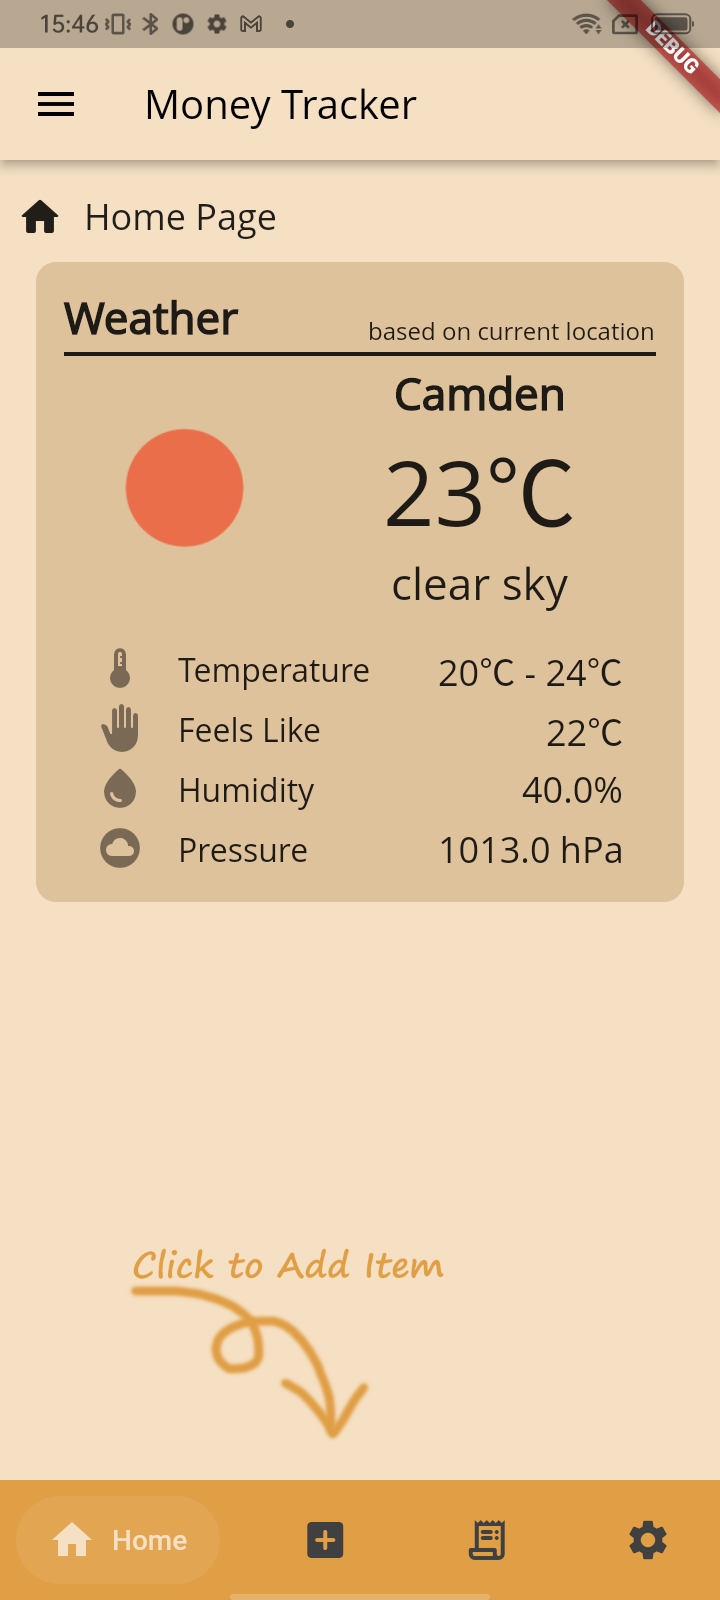 15:46
DEBUG
Money Tracker
Home Page
Weather based on current location
Camden
23°C
clear sky
Temperature 20°C - 24°C
Feels Like 22°C
Humidity 40.0%
Pressure 1013.0 hPa
Click to Add Item
Home